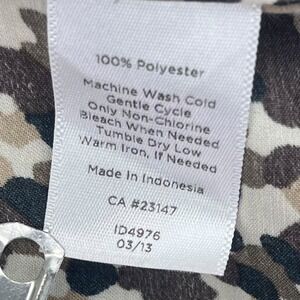 100% Polyester
Machine Wash Cold
Gentle Cycle
Only Non-Chlorine
Bleach When Needed
Tumble Dry Low
Warm Iron, If Needed
Made In Indonesia
CA #23147
ID4976
03/13